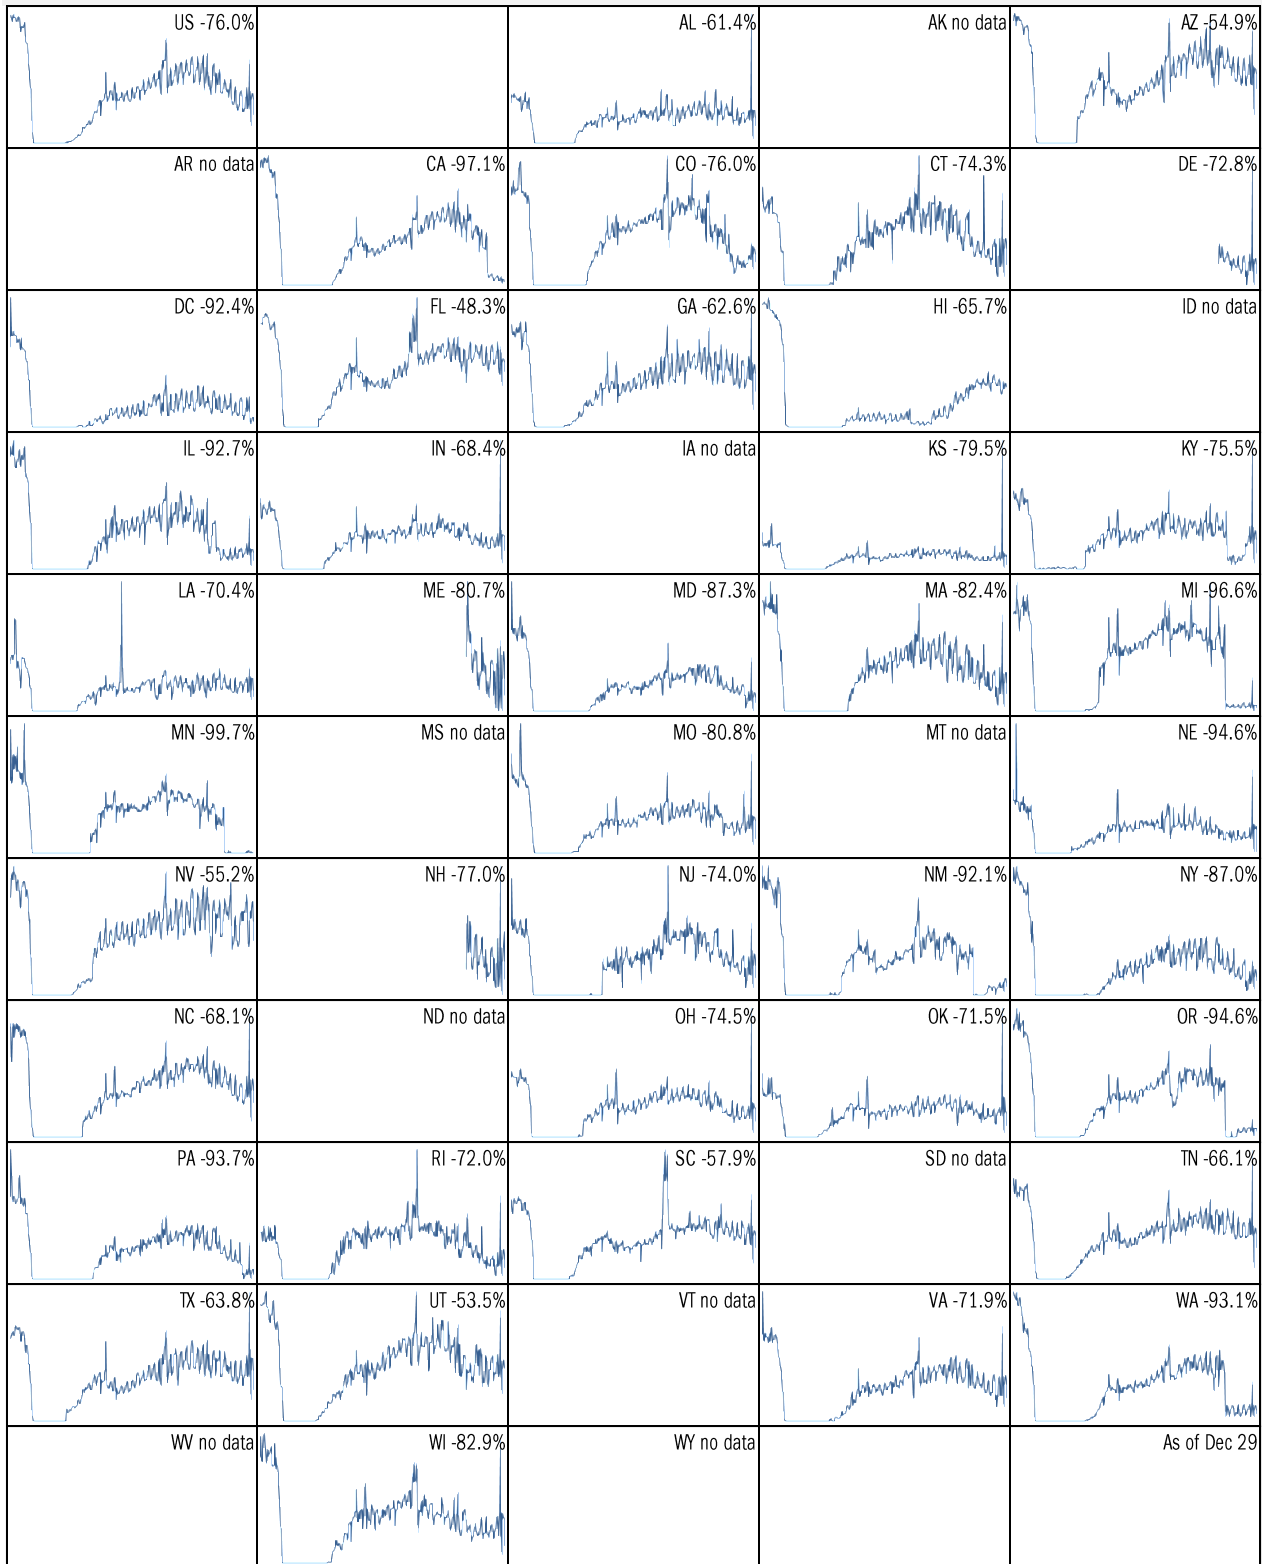 US -76.0%
AL -61.4%
AK no data
AZ -54.9%
AR no data
CA -97.1%
CO -76.0%
CT -74.3%
DE -72.8%
DC -92.4%
FL -48.3%
GA -62.6%
HI -65.7%
ID no data
IL -92.7%
IN -68.4%
IA no data
KS -79.5%
KY -75.5%
LA -70.4%
ME -80.7%
MD -87.3%
MA -82.4%
MI -96.6%
MN -99.7%
MS no data
MO -80.8%
MT no data
NE -94.6%
NV -55.2%
NH -77.0%
NJ -74.0%
NM -92.1%
NY -87.0%
NC -68.1%
ND no data
OH -74.5%
OK -71.5%
OR -94.6%
PA -93.7%
RI -72.0%
SC -57.9%
SD no data
TN -66.1%
TX -63.8%
UT -53.5%
VT no data
VA -71.9%
WA -93.1%
WV no data
WI -82.9%
WY no data
As of Dec 29